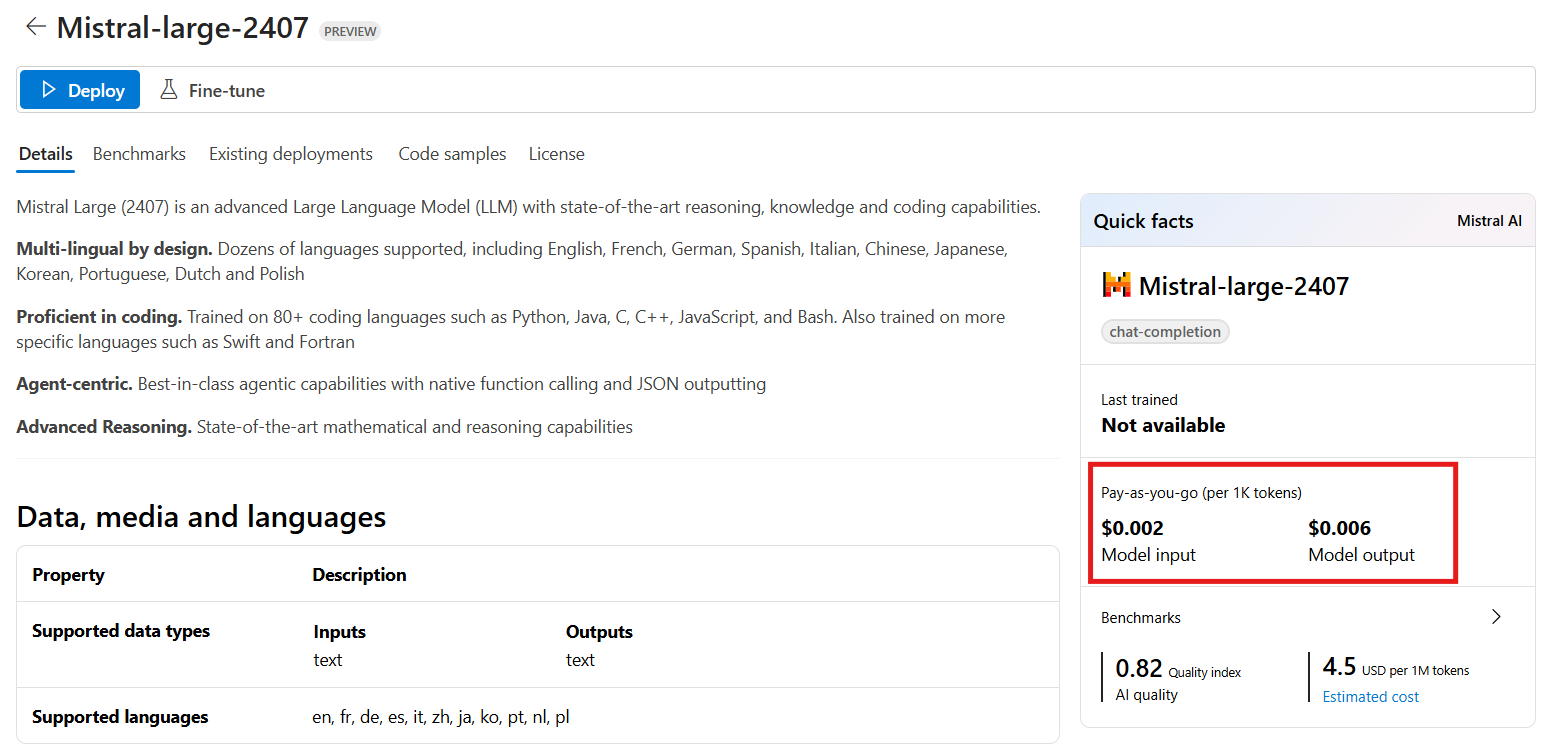 Mistral-large-2407 PREVIEW
Deploy Fine-tune
Details Benchmarks Existing deployments Code samples License
Mistral Large (2407) is an advanced Large Language Model (LLM) with state-of-the-art reasoning, knowledge and coding capabilities.
Multi-lingual by design. Dozens of languages supported, including English, French, German, Spanish, Italian, Chinese, Japanese,
Korean, Portuguese, Dutch and Polish
Proficient in coding. Trained on 80+ coding languages such as Python, Java, C, C++, JavaScript, and Bash. Also trained on more
specific languages such as Swift and Fortran
Agent-centric. Best-in-class agentic capabilities with native function calling and JSON outputting
Advanced Reasoning. State-of-the-art mathematical and reasoning capabilities
Data, media and languages
Property Description
Supported data types Inputs Outputs
text text
Supported languages en, fr, de, es, it, zh, ja, ko, pt, nl, pl
Quick facts Mistral AI
Mistral-large-2407
chat-completion
Last trained
Not available
Pay-as-you-go (per 1K tokens)
$0.002 $0.006
Model input Model output
Benchmarks
0.82 Quality index 4.5 USD per 1M tokens
AI quality Estimated cost